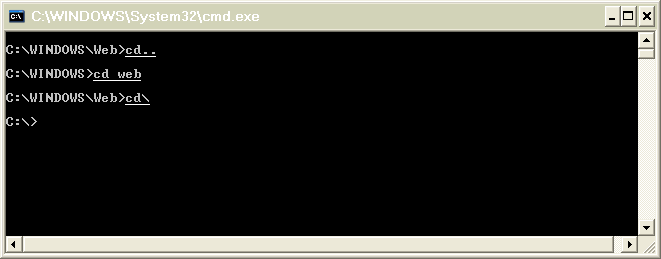 C:\WINDOWS\System32\cmd.exe
C:\WINDOWS\Web>cd..
C:\WINDOWS>cd web
C:\WINDOWS\Web>cd\
C:\>